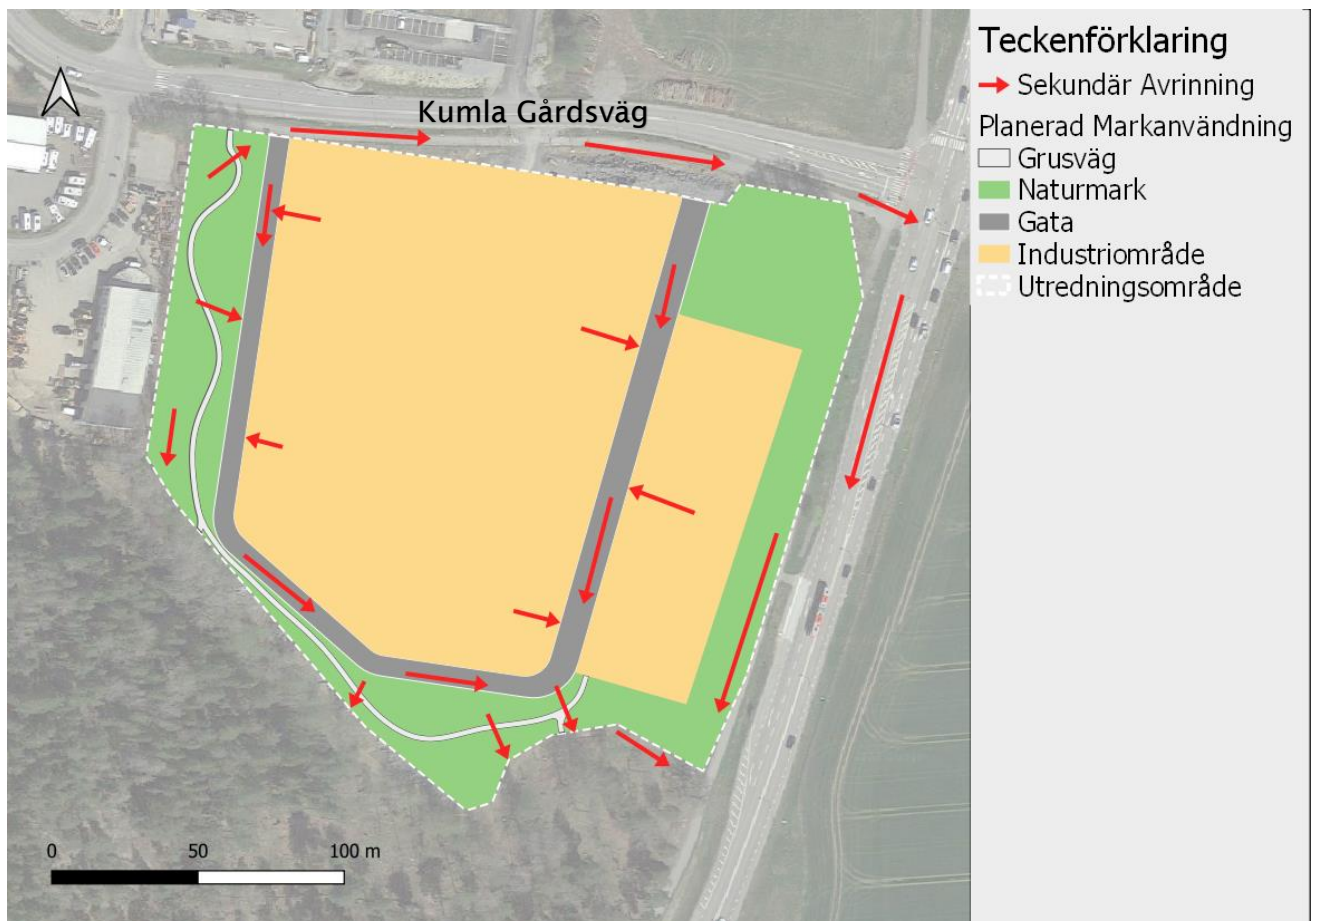 Kumla Gårdsväg
0 50 100 m
Teckenförklaring
Sekundär Avrinning
Planerad Markanvändning
Grusväg
Naturmark
Gata
Industriområde
Utredningsområde